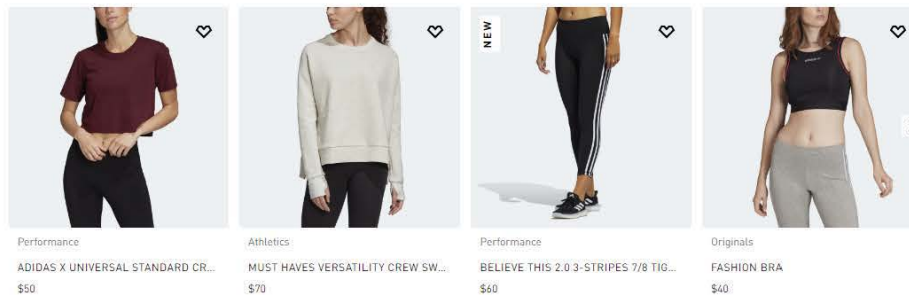 NEW
Performance
ADIDAS X UNIVERSAL STANDARD CR...
$50
Athletics
MUST HAVES VERSATILITY CREW SW...
$70
Performance
BELIEVE THIS 2.0 3-STRIPES 7/8 TIG...
$60
Originals
FASHION BRA
$40